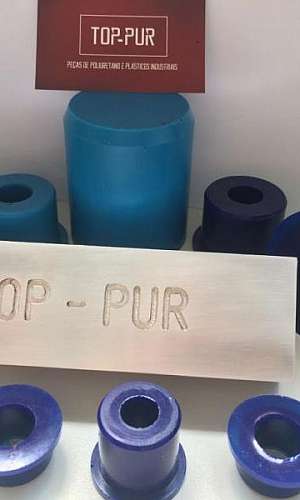 TOP-PUR
PEÇAS DE POLIURETANO E PLÁSTICOS INDUSTRIAIS
OP - PUR